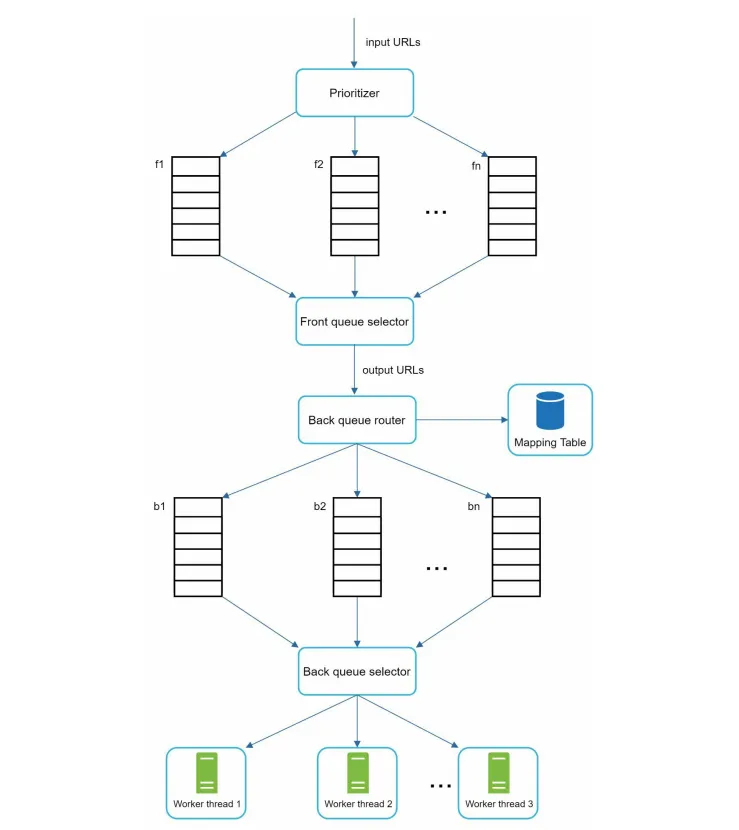 input URLs
Prioritizer
f1
f2
fn
...
Front queue selector
output URLs
Back queue router
Mapping Table
b1
b2
bn
...
Back queue selector
...
Worker thread 1
Worker thread 2
Worker thread 3